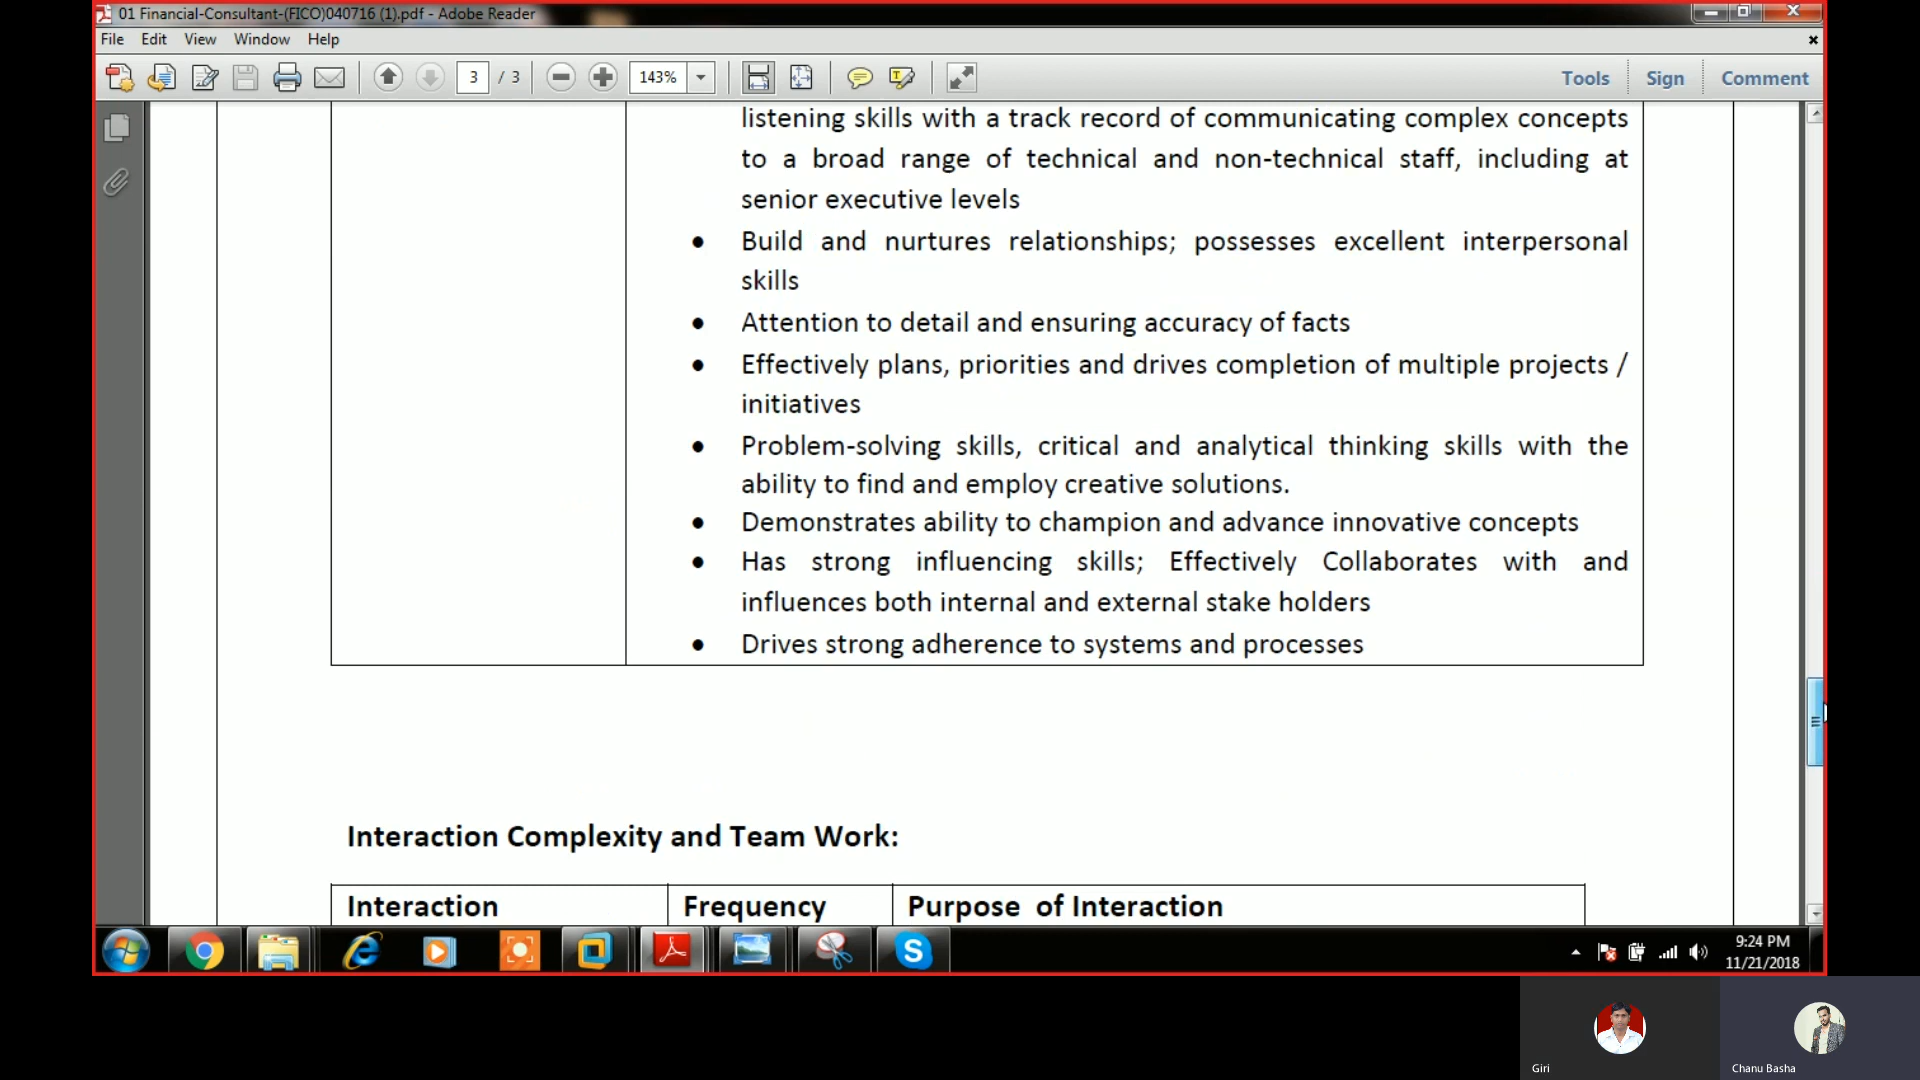 01 Financial-Consultant-(FICO)040716 (1).pdf - Adobe Reader
File Edit View Window Help
3 / 3 143% Tools Sign Comment
listening skills with a track record of communicating complex concepts
to a broad range of technical and non-technical staff, including at
senior executive levels
• Build and nurtures relationships; possesses excellent interpersonal
skills
• Attention to detail and ensuring accuracy of facts
• Effectively plans, priorities and drives completion of multiple projects /
initiatives
• Problem-solving skills, critical and analytical thinking skills with the
ability to find and employ creative solutions.
• Demonstrates ability to champion and advance innovative concepts
• Has strong influencing skills; Effectively Collaborates with and
influences both internal and external stake holders
• Drives strong adherence to systems and processes
Interaction Complexity and Team Work:
Interaction Frequency Purpose of Interaction
9:24 PM
11/21/2018
Giri Chanu Basha